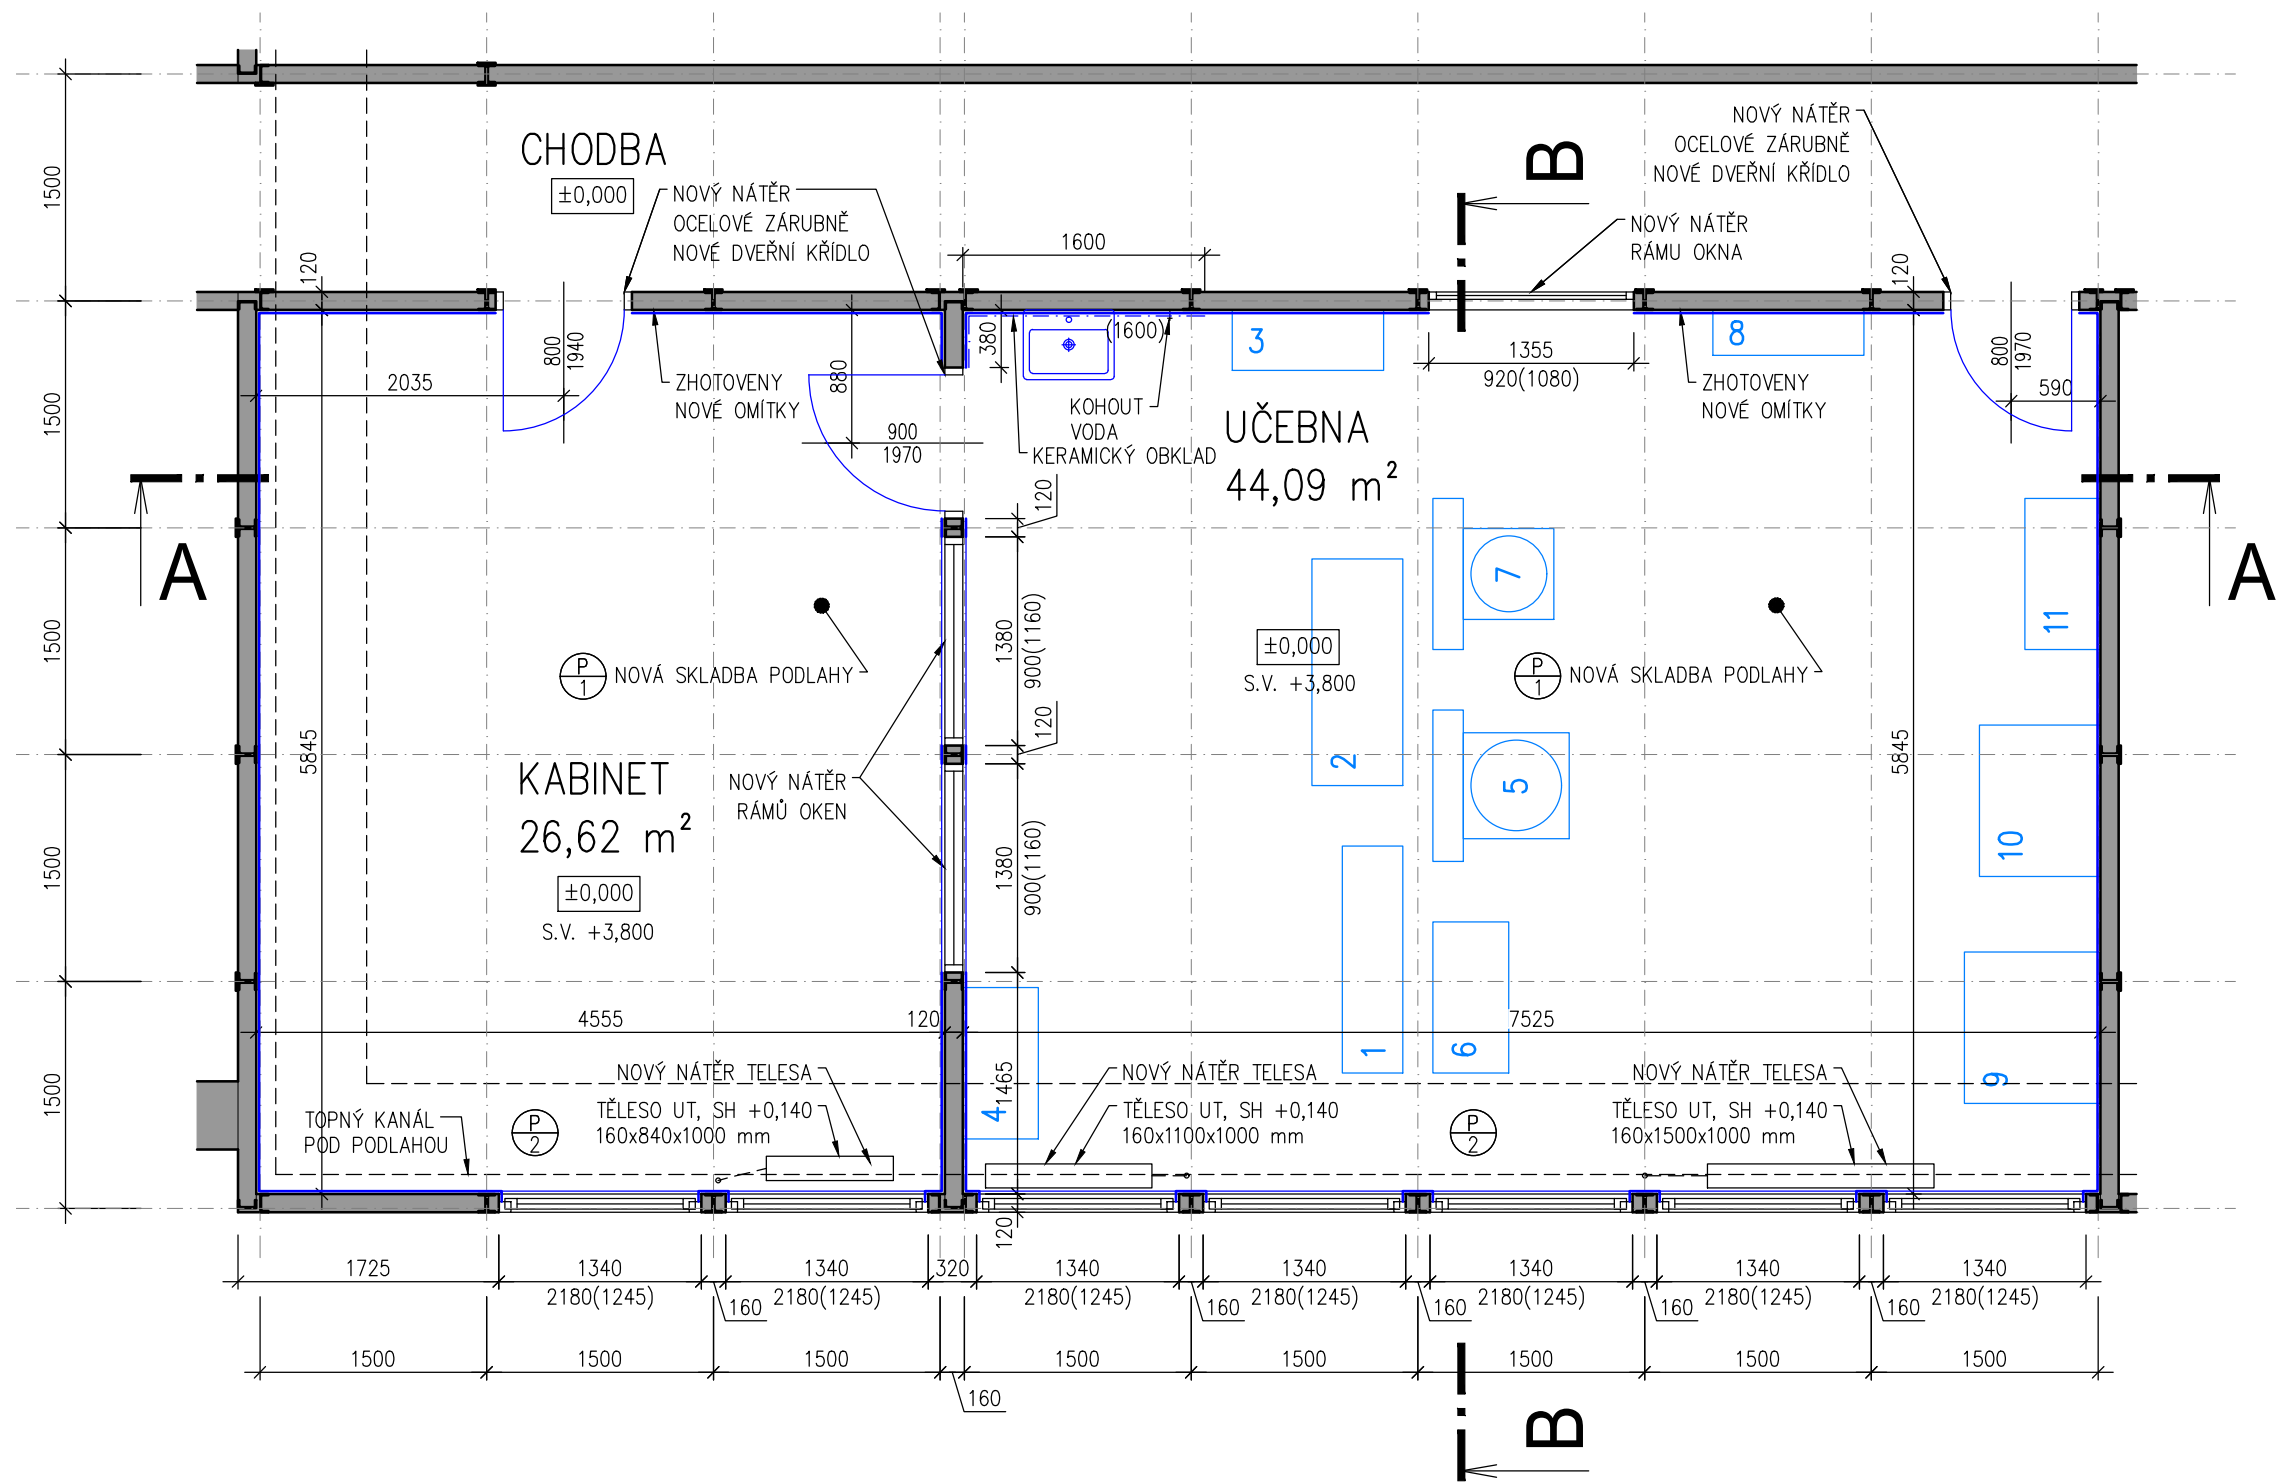 CHODBA
±0,000
NOVÝ NÁTĚR
OCELOVÉ ZÁRUBNĚ
NOVÉ DVEŘNÍ KŘÍDLO
NOVÝ NÁTĚR
OCELOVÉ ZÁRUBNĚ
NOVÉ DVEŘNÍ KŘÍDLO
B
NOVÝ NÁTĚR
RÁMU OKNA
1600
120
120
1500
1500
1500
1500
1500
800
1940
2035
ZHOTOVENY
NOVÉ OMÍTKY
880
900
1970
380
(1600)
3
KOHOUT
VODA
KERAMICKÝ OBKLAD
1355
920(1080)
8
ZHOTOVENY
NOVÉ OMÍTKY
800
1970
590
UČEBNA
44,09 m²
A
A
120
1380
900(1160)
120
1380
900(1160)
±0,000
S.V. +3,800
2
7
5
11
10
9
1
6
4
P
1
NOVÁ SKLADBA PODLAHY
P
1
NOVÁ SKLADBA PODLAHY
5845
5845
KABINET
26,62 m²
±0,000
S.V. +3,800
NOVÝ NÁTĚR
RÁMŮ OKEN
4555
120
7525
1465
NOVÝ NÁTĚR TELESA
TĚLESO UT, SH +0,140
160x840x1000 mm
NOVÝ NÁTĚR TELESA
TĚLESO UT, SH +0,140
160x1100x1000 mm
NOVÝ NÁTĚR TELESA
TĚLESO UT, SH +0,140
160x1500x1000 mm
TOPNÝ KANÁL
POD PODLAHOU
P
2
P
2
120
1725
1340
2180(1245)
160
1340
2180(1245)
320
1340
2180(1245)
160
1340
2180(1245)
160
1340
2180(1245)
160
1340
2180(1245)
160
1340
2180(1245)
1500
1500
1500
160
1500
1500
1500
1500
1500
B